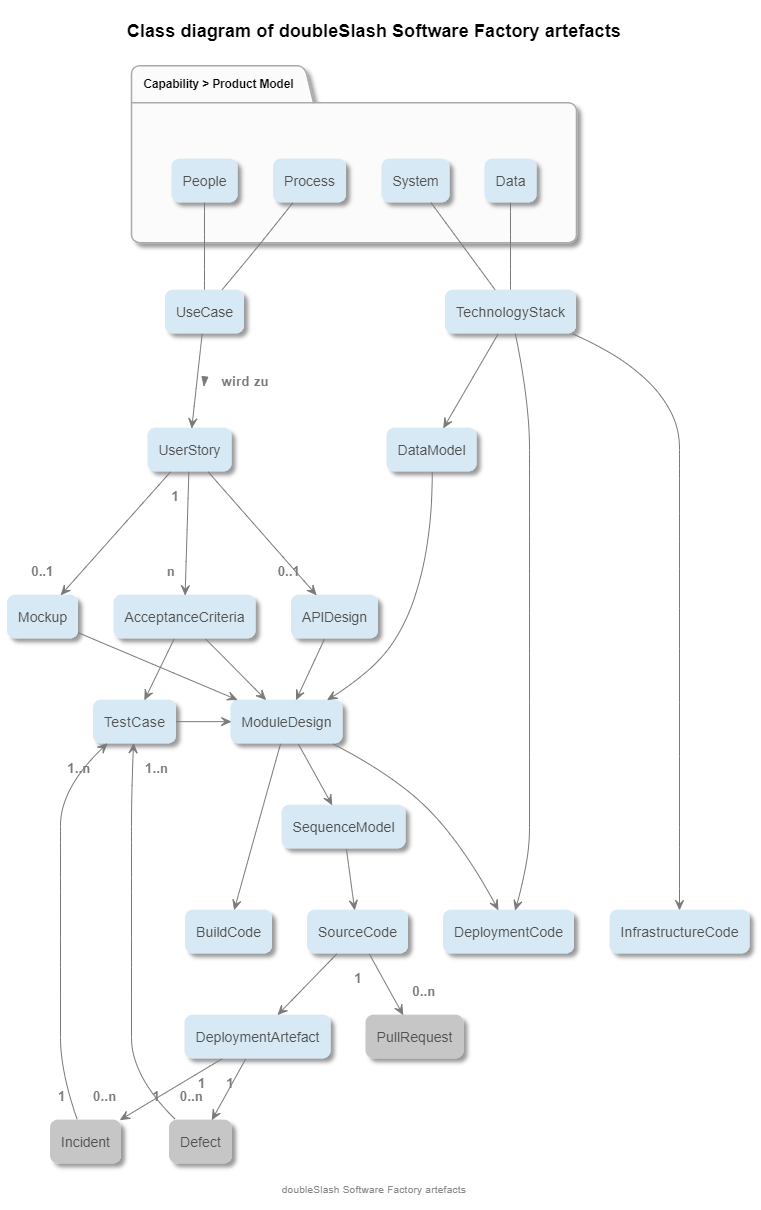 Class diagram of doubleSlash Software Factory artefacts
Capability > Product Model
People
Process
System
Data
UseCase
TechnologyStack
wird zu
UserStory
DataModel
1
0..1
n
0..1
Mockup
AcceptanceCriteria
APIDesign
TestCase
ModuleDesign
1..n
1..n
SequenceModel
BuildCode
SourceCode
DeploymentCode
InfrastructureCode
1
0..n
DeploymentArtefact
PullRequest
1
1
1
0..n
1
0..n
Incident
Defect
doubleSlash Software Factory artefacts